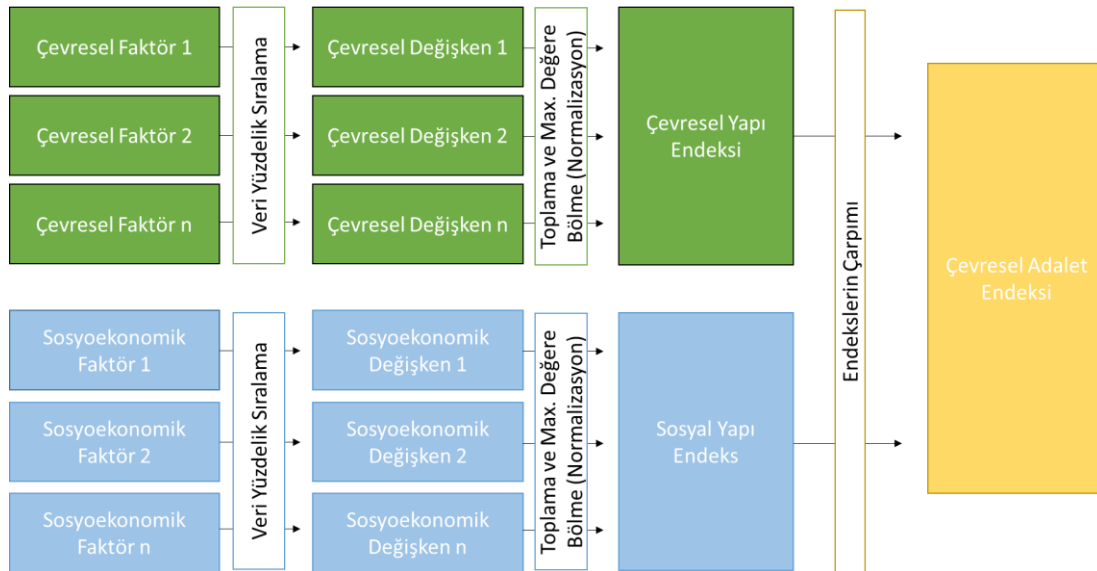 Çevresel Faktör 1
Çevresel Faktör 2
Çevresel Faktör n
Veri Yüzdelik Sıralama
Çevresel Değişken 1
Çevresel Değişken 2
Çevresel Değişken n
Toplama ve Max. Değere
Bölme (Normalizasyon)
Çevresel Yapı
Endeksi
Sosyoekonomik
Faktör 1
Sosyoekonomik
Faktör 2
Sosyoekonomik
Faktör n
Veri Yüzdelik Sıralama
Sosyoekonomik
Değişken 1
Sosyoekonomik
Değişken 2
Sosyoekonomik
Değişken n
Toplama ve Max. Değere
Bölme (Normalizasyon)
Sosyal Yapı
Endeks
Endekslerin Çarpımı
Çevresel Adalet
Endeksi